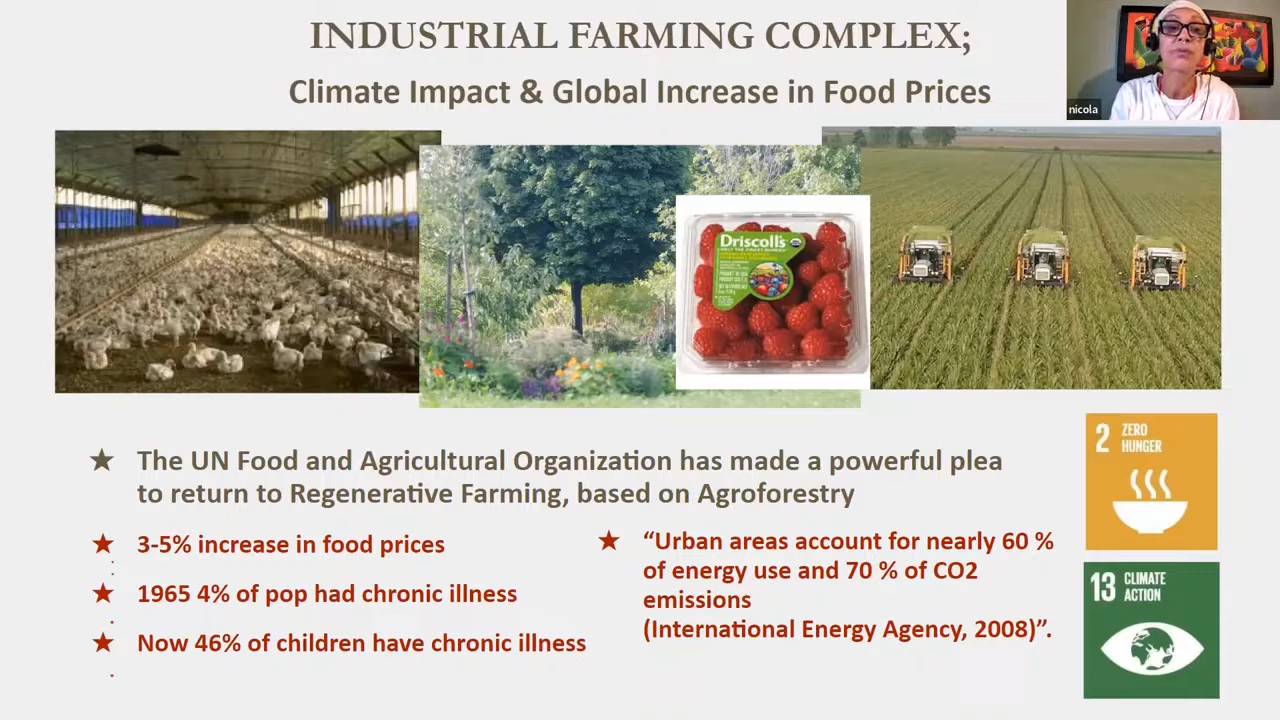 INDUSTRIAL FARMING COMPLEX;
Climate Impact & Global Increase in Food Prices
nicola
Driscoll's
The UN Food and Agricultural Organization has made a powerful plea
to return to Regenerative Farming, based on Agroforestry
3-5% increase in food prices
1965 4% of pop had chronic illness
Now 46% of children have chronic illness
“Urban areas account for nearly 60 %
of energy use and 70 % of CO2
emissions
(International Energy Agency, 2008)”.
2 ZERO
HUNGER
13 CLIMATE
ACTION